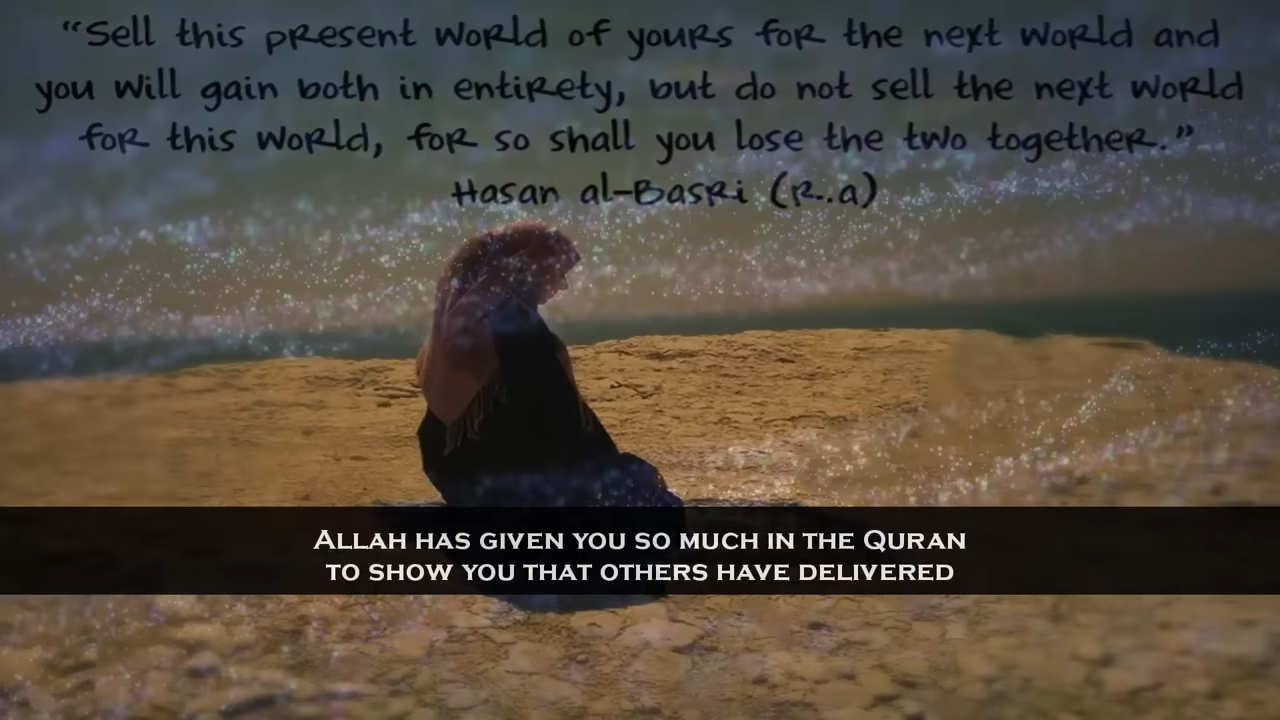 “Sell this present world of yours for the next world and
you will gain both in entirety, but do not sell the next world
for this world, for so shall you lose the two together.”
Hasan al-Basri (r..a)
ALLAH HAS GIVEN YOU SO MUCH IN THE QURAN
TO SHOW YOU THAT OTHERS HAVE DELIVERED